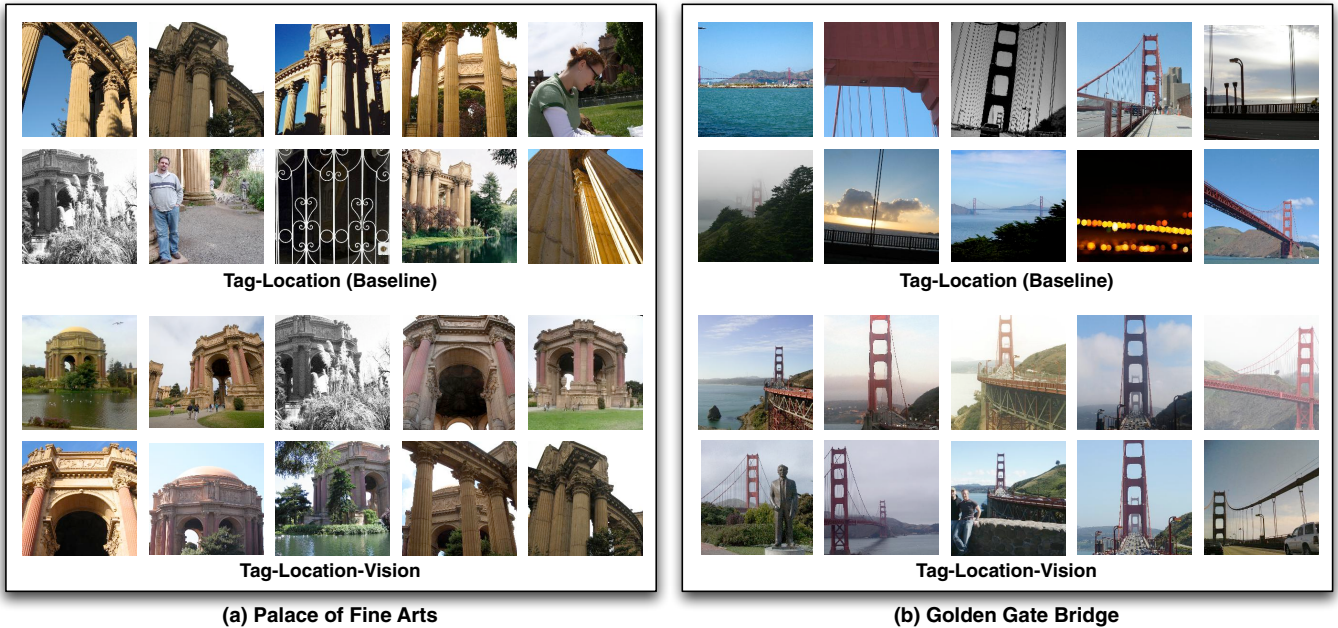 Tag-Location (Baseline)
Tag-Location-Vision
(a) Palace of Fine Arts
Tag-Location (Baseline)
Tag-Location-Vision
(b) Golden Gate Bridge